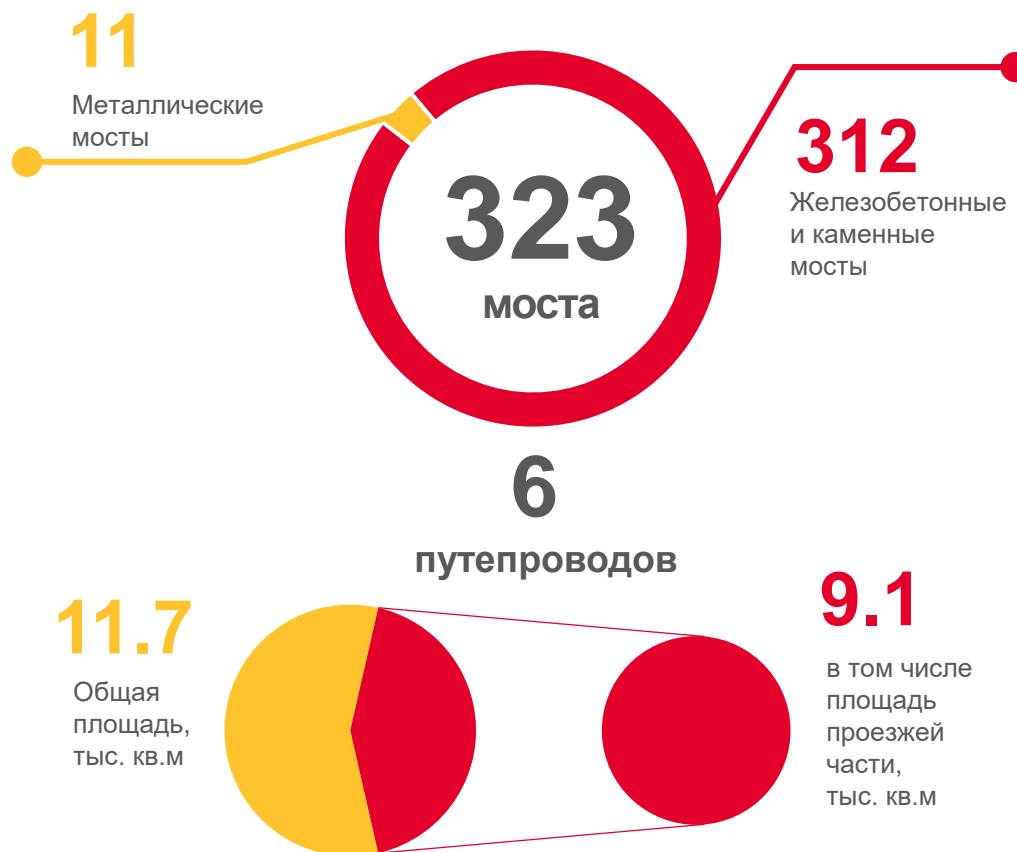 11
Металлические
мосты
312
Железобетонные
и каменные
мосты
323
моста
6
путепроводов
11.7
Общая
площадь,
тыс. кв.м
9.1
в том числе
площадь
проезжей
части,
тыс. кв.м